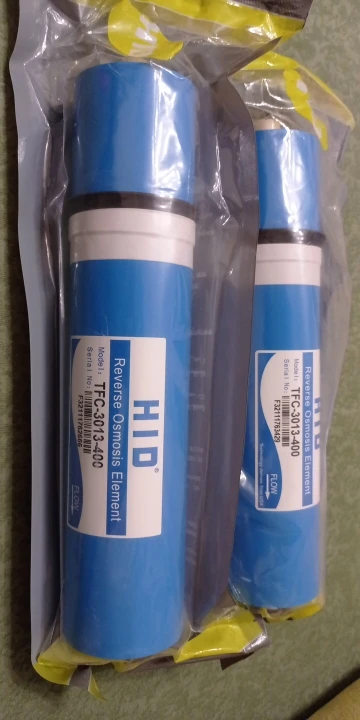 HID®
Reverse Osmosis Element
Model: TFC-3013-400
Serial No:
FLOW
Reverse Osmosis Element
Model: TFC-3013-400
Serial No:
F32111763429
FLOW